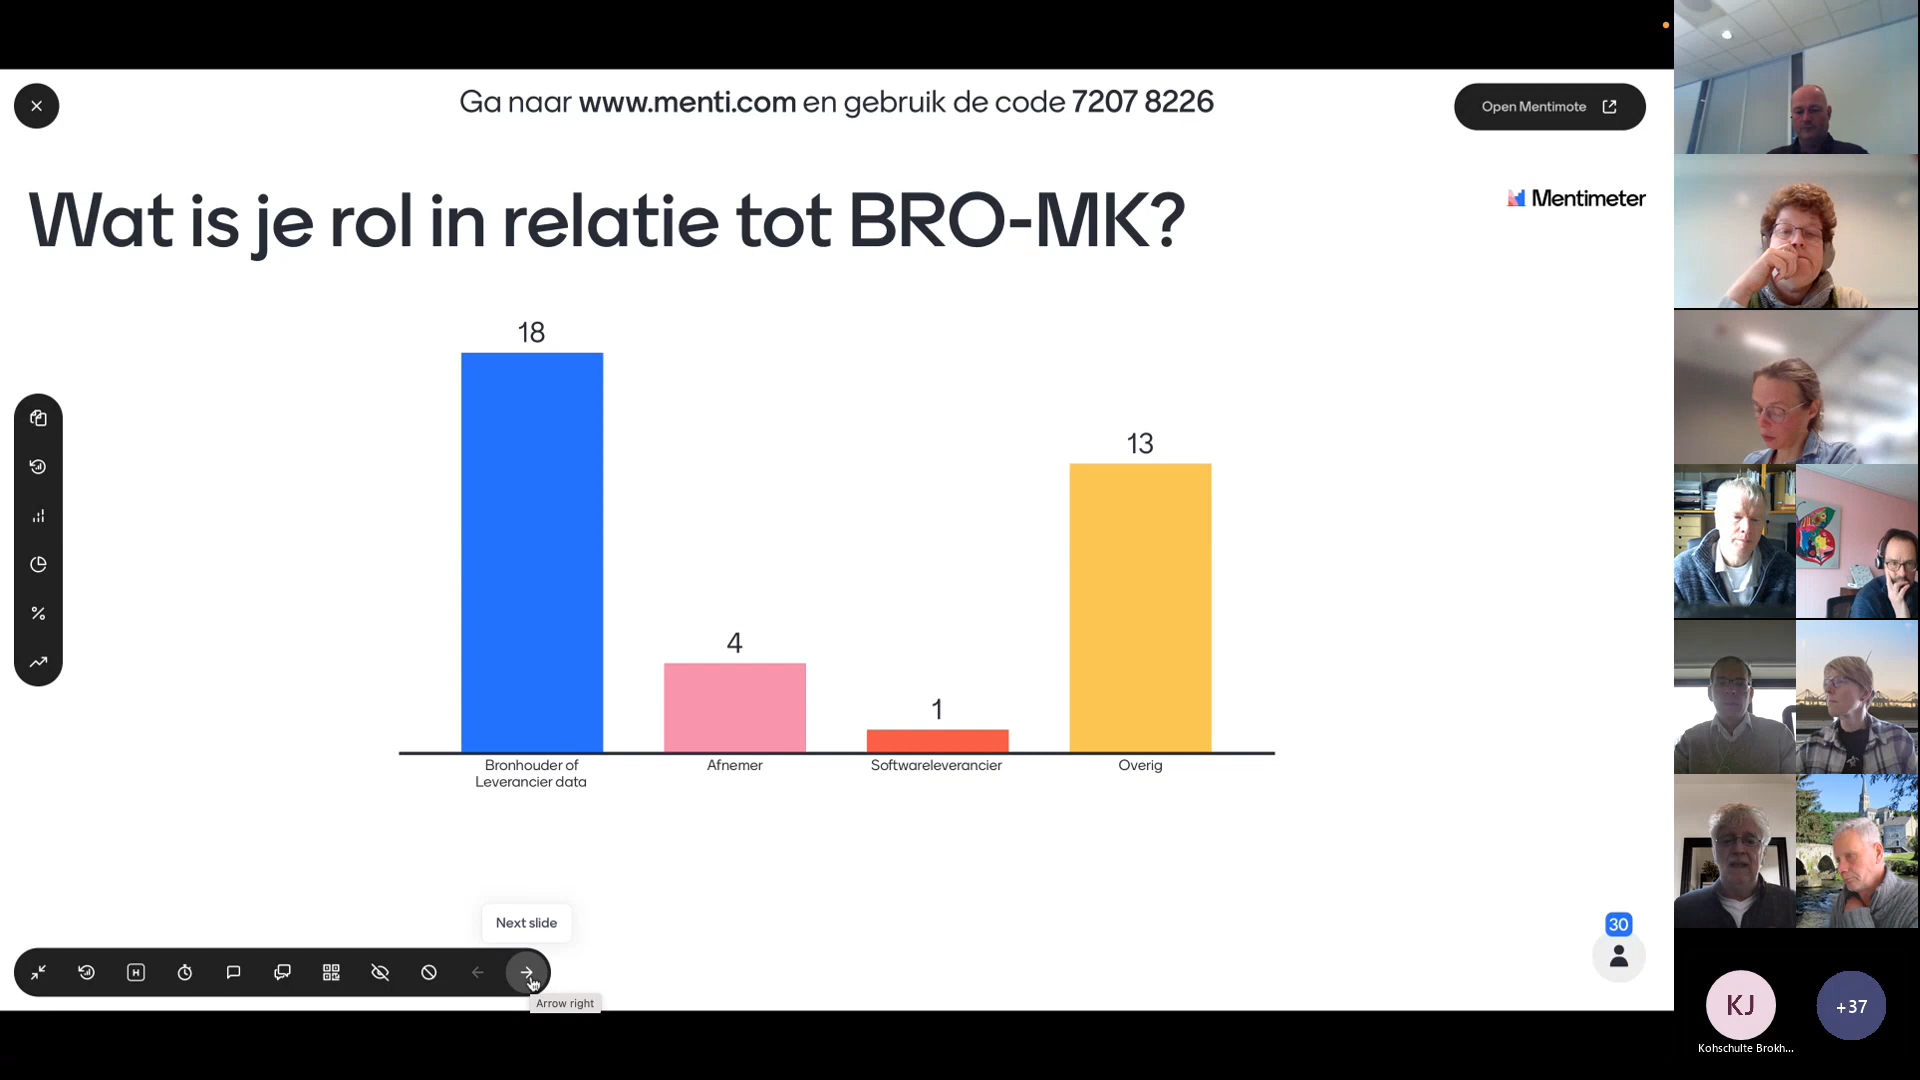 Ga naar www.menti.com en gebruik de code 7207 8226
Open Mentimote
Wat is je rol in relatie tot BRO-MK?
Mentimeter
18
13
4
1
Bronhouder of
Leverancier data
Afnemer
Softwareleverancier
Overig
Next slide
H
Arrow right
30
KJ
+37
Kohschulte Brokh...